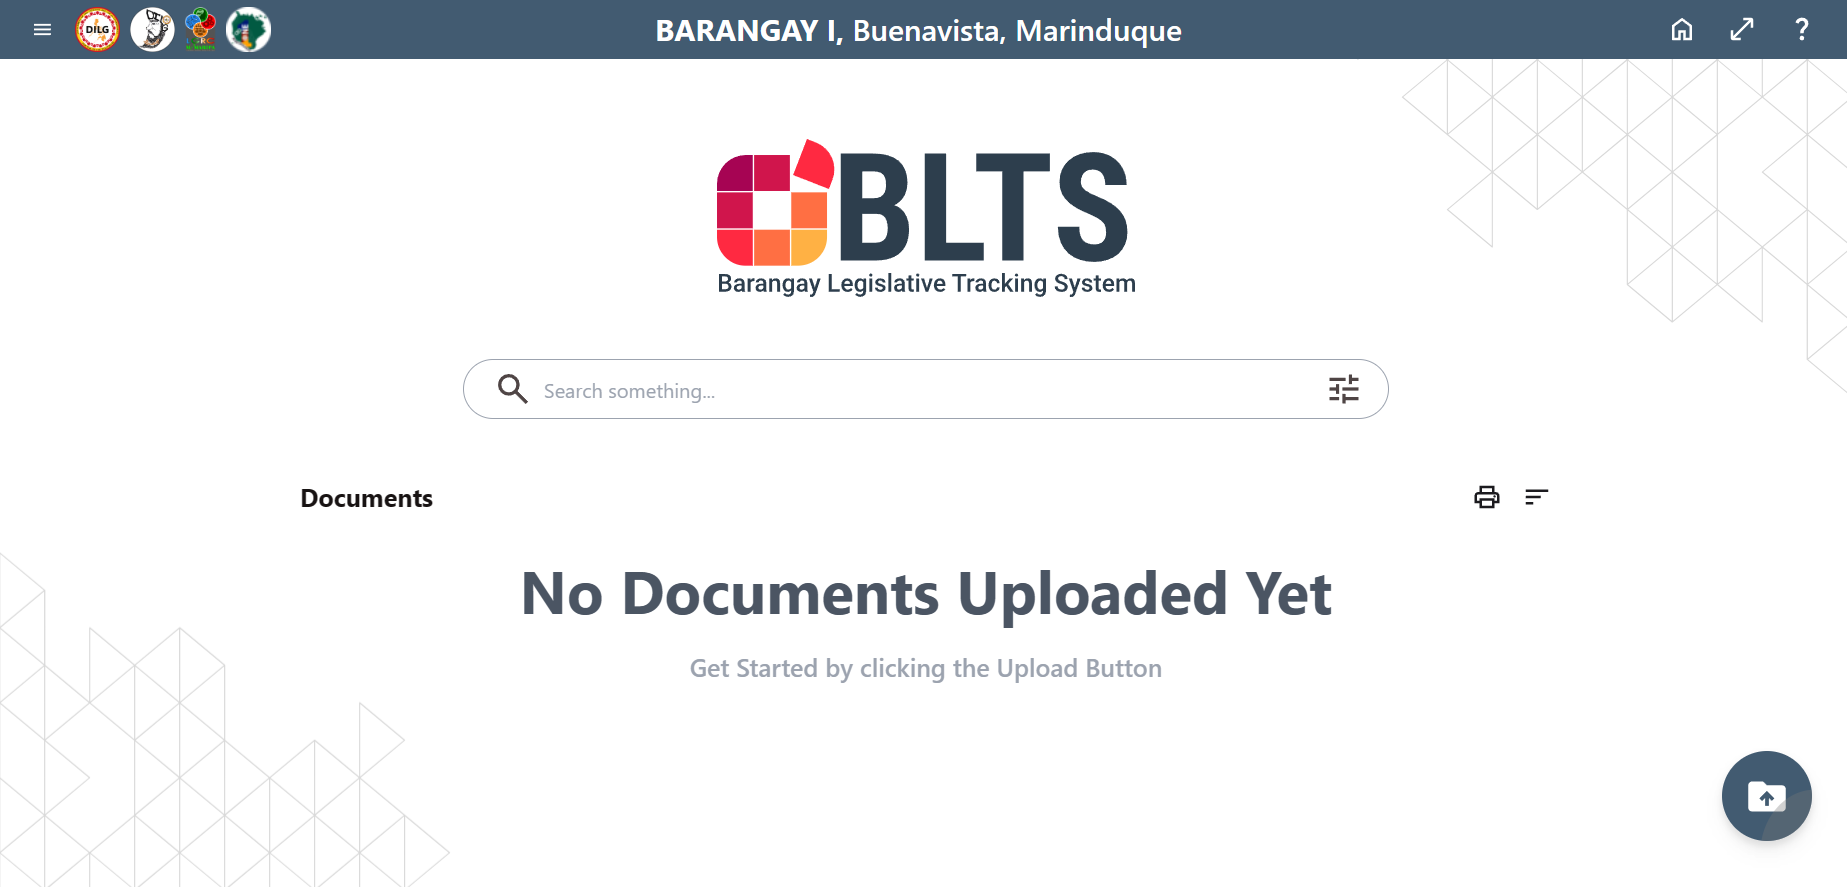 DILG
BARANGAY I, Buenavista, Marinduque
?
BLTS
Barangay Legislative Tracking System
Search something...
Documents
No Documents Uploaded Yet
Get Started by clicking the Upload Button